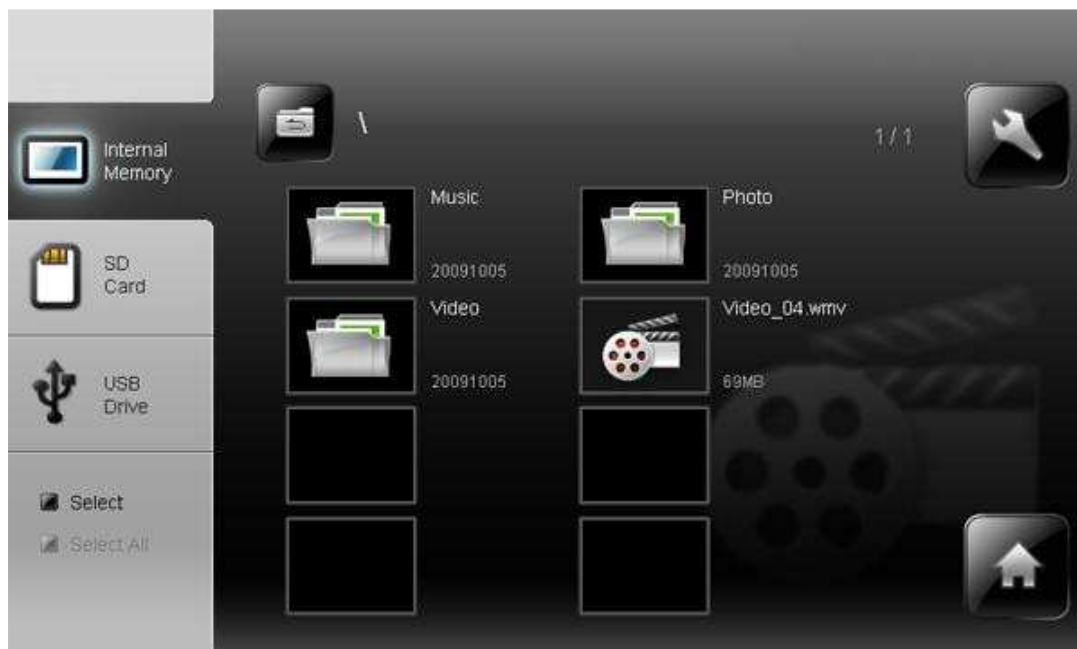 Internal
Memory
SD
Card
USB
Drive
Select
Select All
\
1 / 1
Music
20091005
Photo
20091005
Video
20091005
Video_04.wmv
69MB